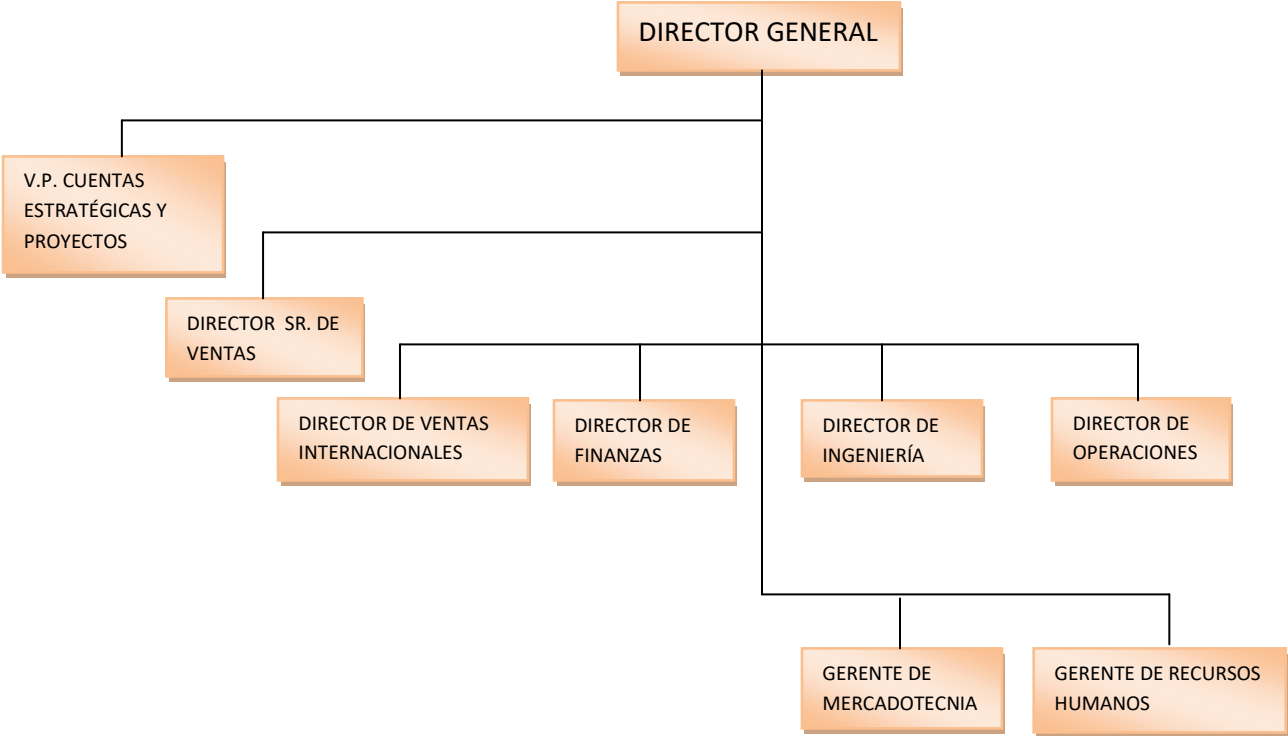 DIRECTOR GENERAL
V.P. CUENTAS
ESTRATÉGICAS Y
PROYECTOS
DIRECTOR  SR. DE
VENTAS
DIRECTOR DE VENTAS
INTERNACIONALES
DIRECTOR DE
FINANZAS
DIRECTOR DE
INGENIERÍA
DIRECTOR DE
OPERACIONES
GERENTE DE
MERCADOTECNIA
GERENTE DE RECURSOS
HUMANOS